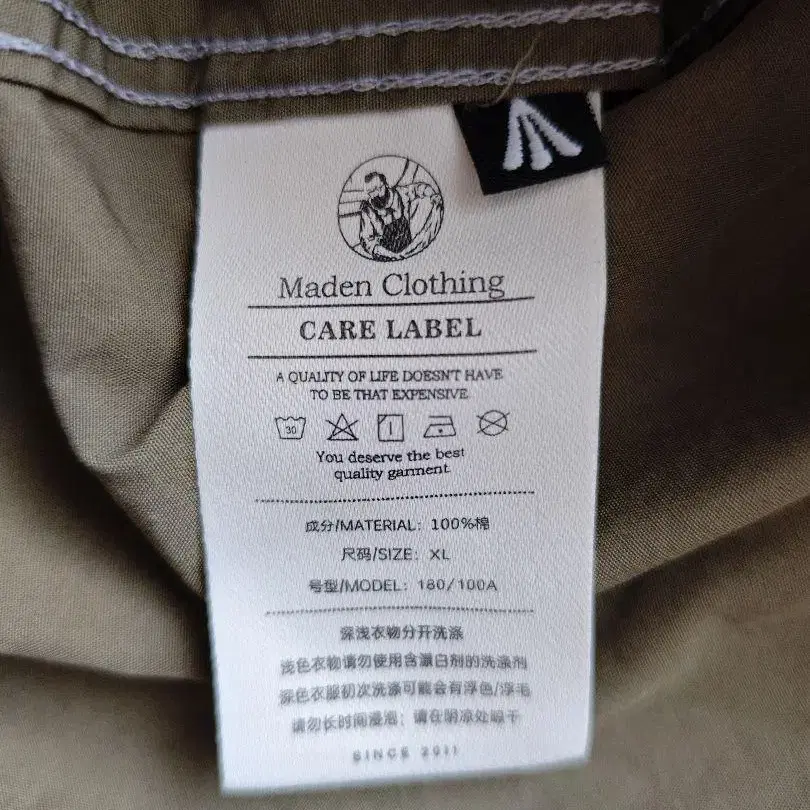 Maden Clothing
CARE LABEL
A QUALITY OF LIFE DOESN'T HAVE
TO BE THAT EXPENSIVE
30
You deserve the best
quality garment.
成分/MATERIAL: 100%棉
尺码/SIZE: XL
号型/MODEL: 180/100A
深浅衣物分开洗涤
浅色衣物请勿使用含漂白剂的洗涤剂
深色衣服初次洗涤可能会有浮色/浮毛
请勿长时间浸泡; 请在阴凉处晾干
SINCE 2011